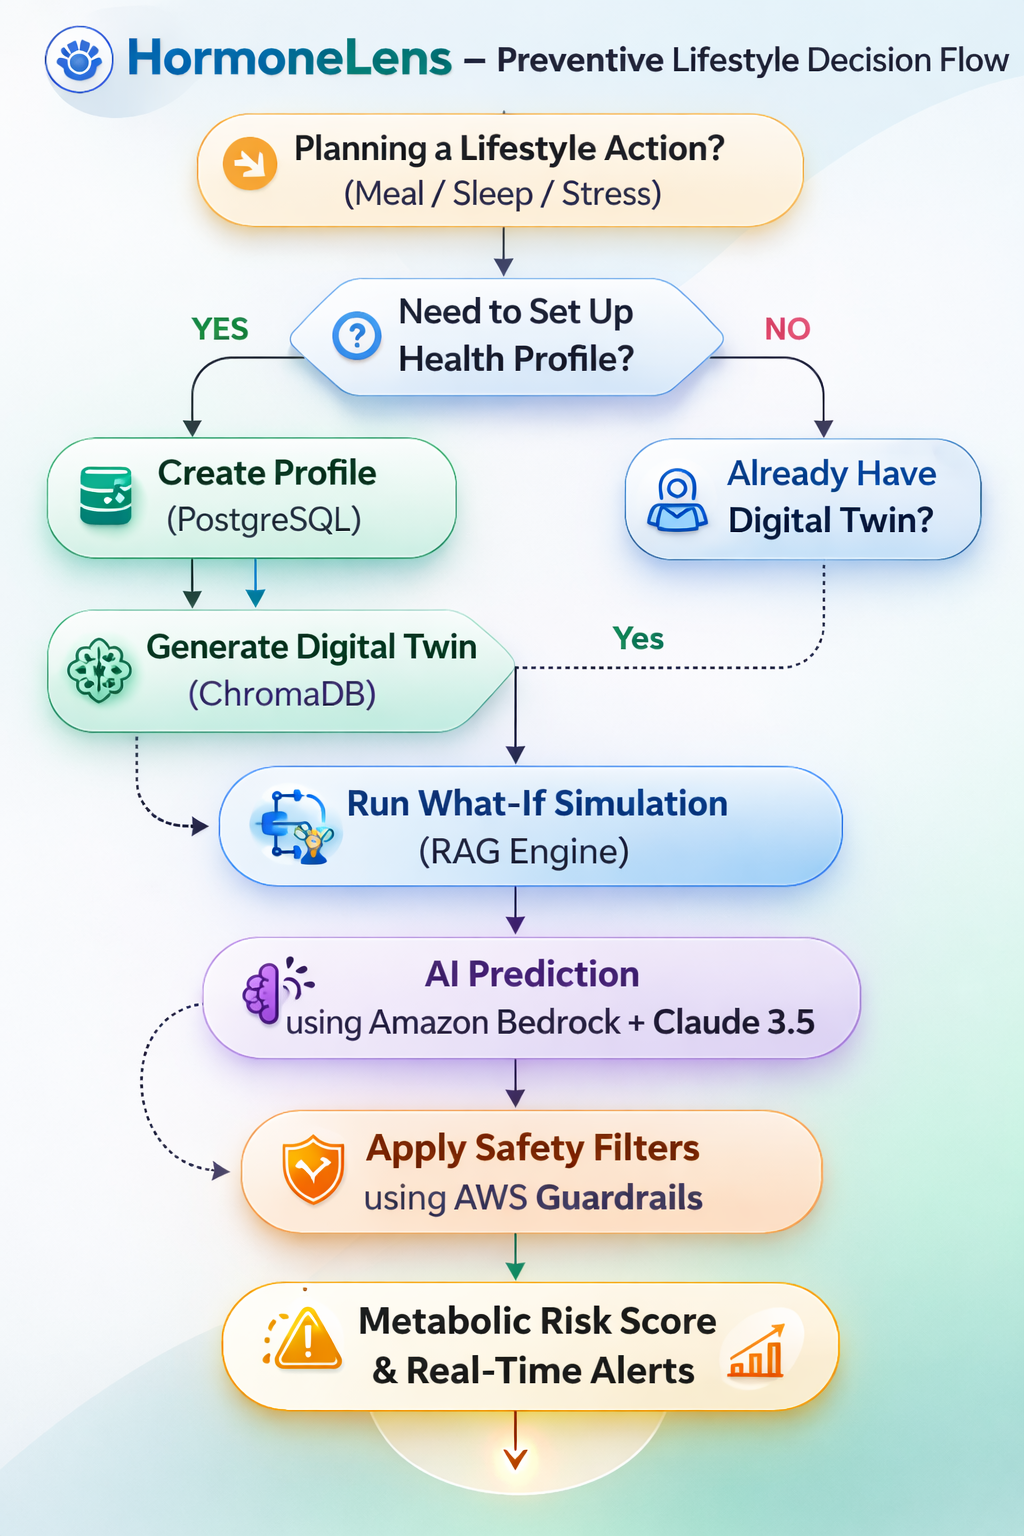 HormoneLens – Preventive Lifestyle Decision Flow
Planning a Lifestyle Action?
(Meal / Sleep / Stress)
Need to Set Up
Health Profile?
YES
NO
Create Profile
(PostgreSQL)
Already Have
Digital Twin?
Generate Digital Twin
(ChromaDB)
Yes
Run What-If Simulation
(RAG Engine)
AI Prediction
using Amazon Bedrock + Claude 3.5
Apply Safety Filters
using AWS Guardrails
Metabolic Risk Score
& Real-Time Alerts